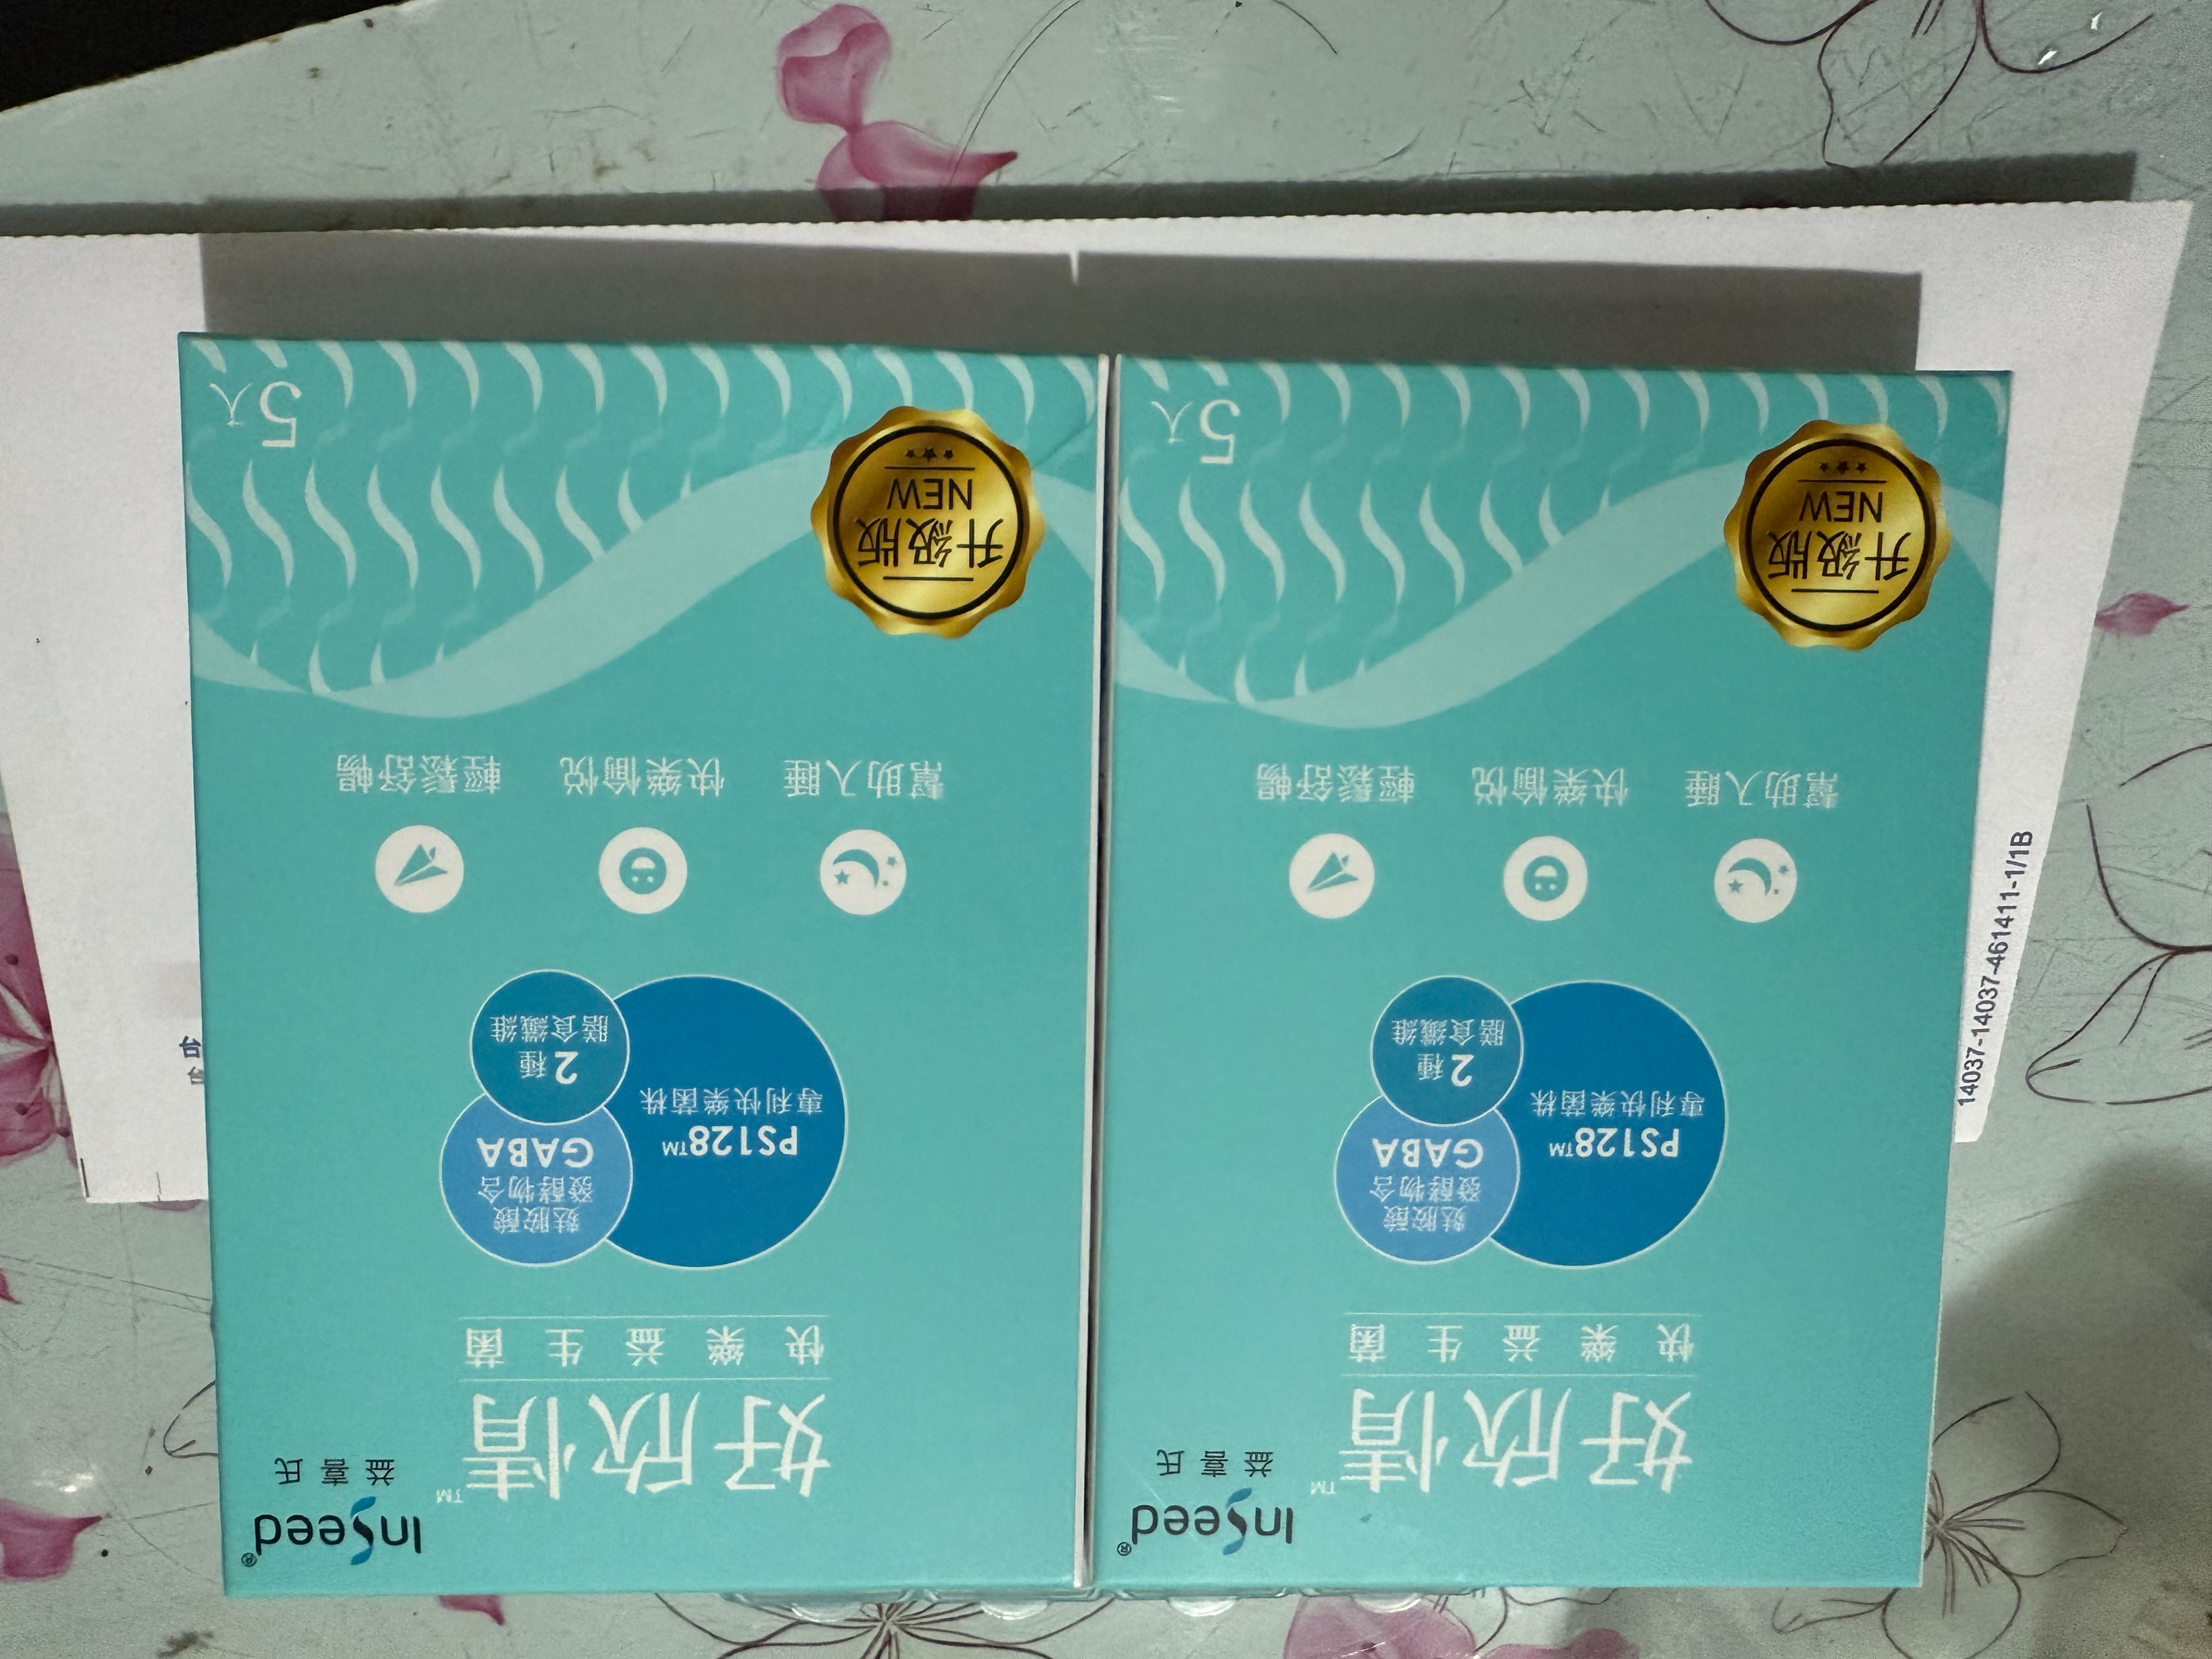 InSeed®
益喜氏
好欣情™
快樂益生菌
PS128™
專利快樂菌株
麩胺酸
發酵物含
GABA
2種
膳食纖維
幫助入睡
快樂愉悅
輕鬆舒暢
升級版
NEW
5入
InSeed®
益喜氏
好欣情™
快樂益生菌
PS128™
專利快樂菌株
麩胺酸
發酵物含
GABA
2種
膳食纖維
幫助入睡
快樂愉悅
輕鬆舒暢
升級版
NEW
5入
14037-14037-461411-1/1B
台
台